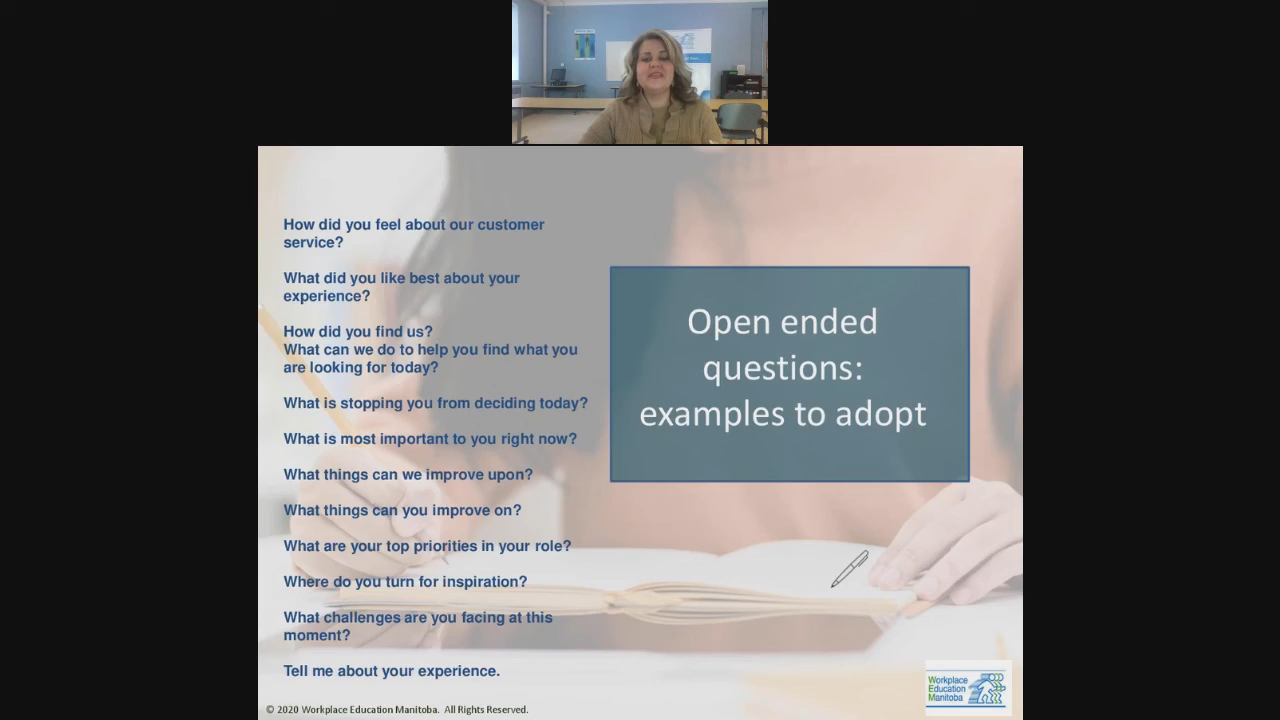 How did you feel about our customer
service?
What did you like best about your
experience?
How did you find us?
What can we do to help you find what you
are looking for today?
What is stopping you from deciding today?
What is most important to you right now?
What things can we improve upon?
What things can you improve on?
What are your top priorities in your role?
Where do you turn for inspiration?
What challenges are you facing at this
moment?
Tell me about your experience.
Open ended
questions:
examples to adopt
Workplace
Education
Manitoba
© 2020 Workplace Education Manitoba. All Rights Reserved.